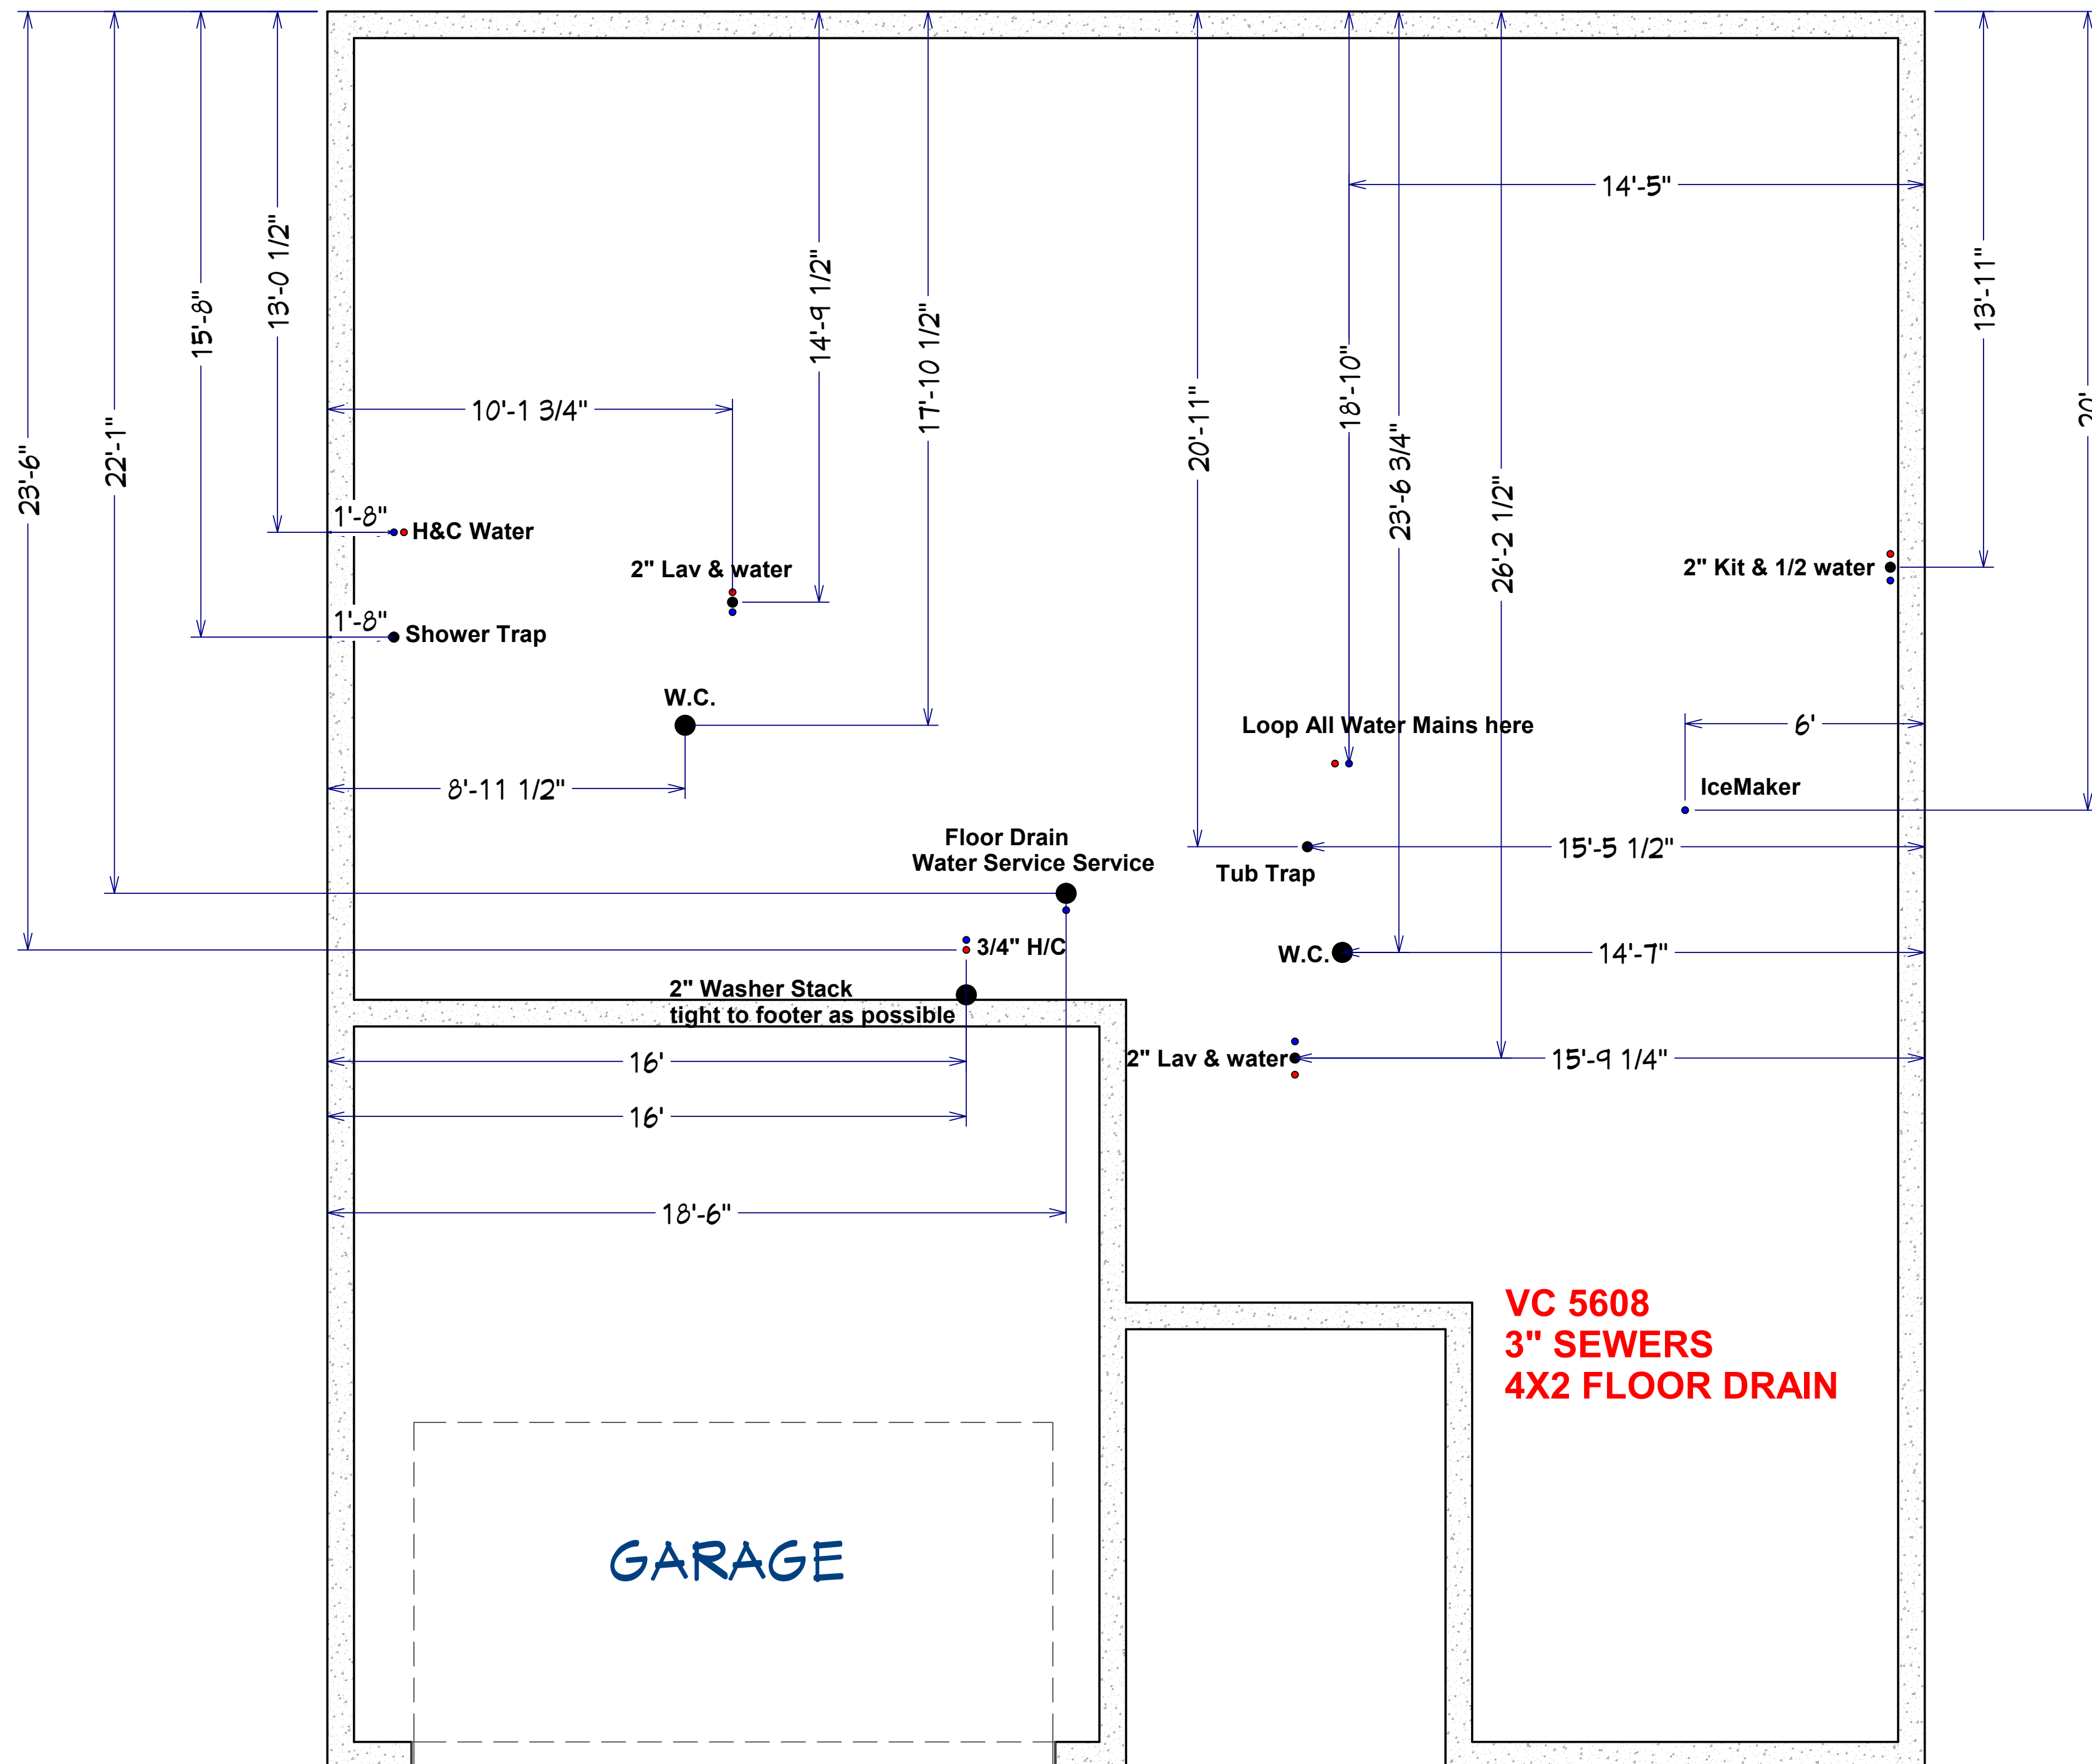 14'-5"
13'-0 1/2"
13'-11"
14'-9 1/2"
15'-8"
17'-10 1/2"
18'-10"
20'-11"
20'
10'-1 3/4"
22'-1"
23'-6"
23'-6 3/4"
26'-2 1/2"
1'-8"
H&C Water
2" Lav & water
2" Kit & 1/2 water
1'-8"
Shower Trap
W.C.
Loop All Water Mains here
6'
8'-11 1/2"
IceMaker
Floor Drain
Water Service Service
15'-5 1/2"
Tub Trap
3/4" H/C
W.C.
14'-7"
2" Washer Stack
tight to footer as possible
16'
2" Lav & water
15'-9 1/4"
16'
18'-6"
VC 5608
3" SEWERS
4X2 FLOOR DRAIN
GARAGE